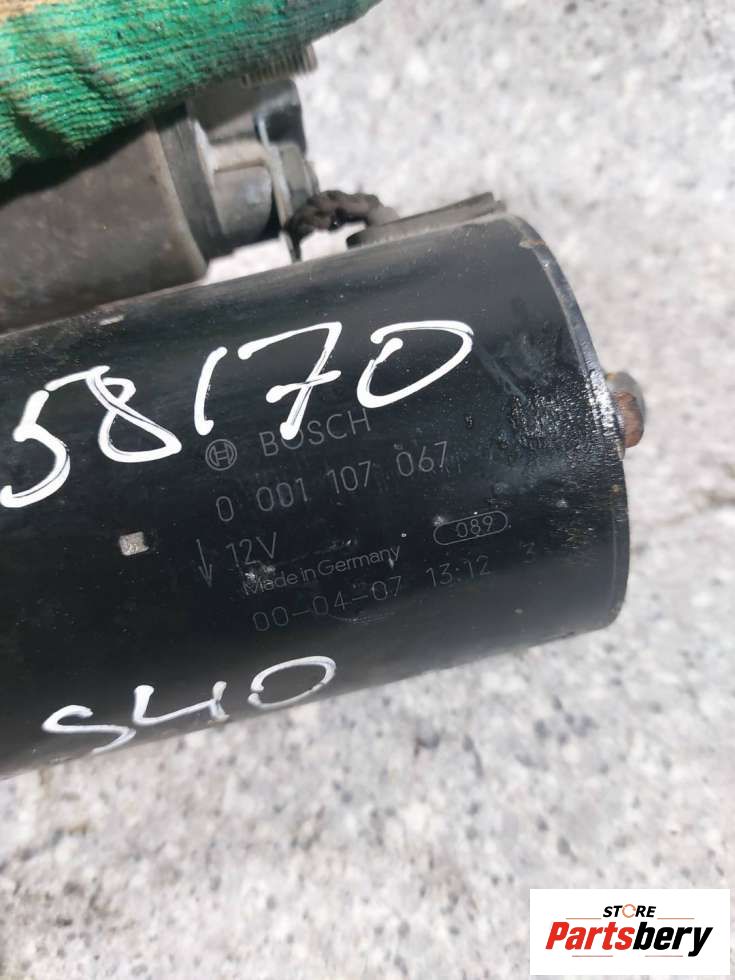 58170
BOSCH
0 001 107 067
12V
089
Made in Germany
00-04-07 13:12 3
S40
STORE
Partsbery